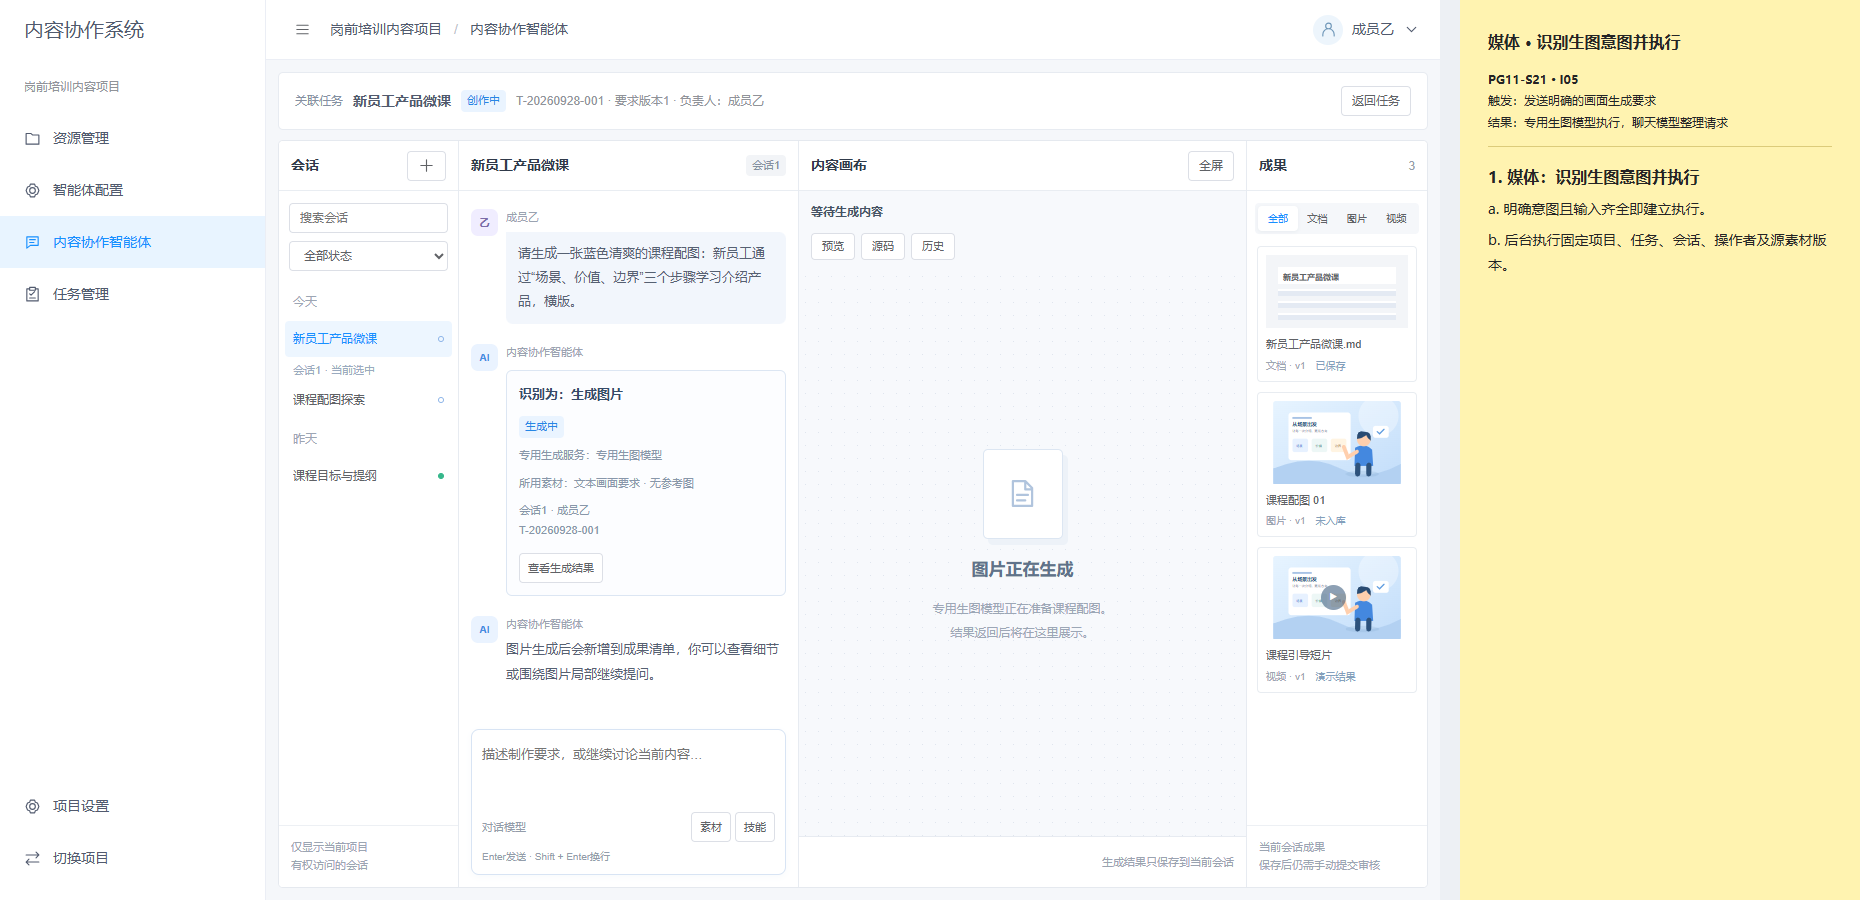 内容协作系统
岗前培训内容项目
资源管理
智能体配置
内容协作智能体
任务管理
项目设置
切换项目
岗前培训内容项目 / 内容协作智能体
成员乙
关联任务 新员工产品微课 创作中 T-20260928-001 · 要求版本1 · 负责人：成员乙
返回任务
会话
搜索会话
全部状态
今天
新员工产品微课
会话1 · 当前选中
课程配图探索
昨天
课程目标与提纲
仅显示当前项目
有权访问的会话
新员工产品微课
会话1
乙
成员乙
请生成一张蓝色清爽的课程配图：新员工通
过“场景、价值、边界”三个步骤学习介绍产
品，横版。
AI
内容协作智能体
识别为：生成图片
生成中
专用生成服务：专用生图模型
所用素材：文本画面要求 · 无参考图
会话1 · 成员乙
T-20260928-001
查看生成结果
AI
内容协作智能体
图片生成后会新增到成果清单，你可以查看细节
或围绕图片局部继续提问。
描述制作要求，或继续讨论当前内容...
对话模型
素材
技能
Enter发送 · Shift + Enter换行
内容画布
全屏
等待生成内容
预览
源码
历史
图片正在生成
专用生图模型正在准备课程配图。
结果返回后将在这里展示。
生成结果只保存到当前会话
成果
3
全部
文档
图片
视频
新员工产品微课
新员工产品微课.md
文档 · v1 已保存
从场景出发
课程配图 01
图片 · v1 未入库
从场景出发
课程引导短片
视频 · v1 演示结果
当前会话成果
保存后仍需手动提交审核
媒体 • 识别生图意图并执行
PG11-S21 • I05
触发：发送明确的画面生成要求
结果：专用生图模型执行，聊天模型整理请求
1. 媒体：识别生图意图并执行
a. 明确意图且输入齐全即建立执行。
b. 后台执行固定项目、任务、会话、操作者及源素材版
本。